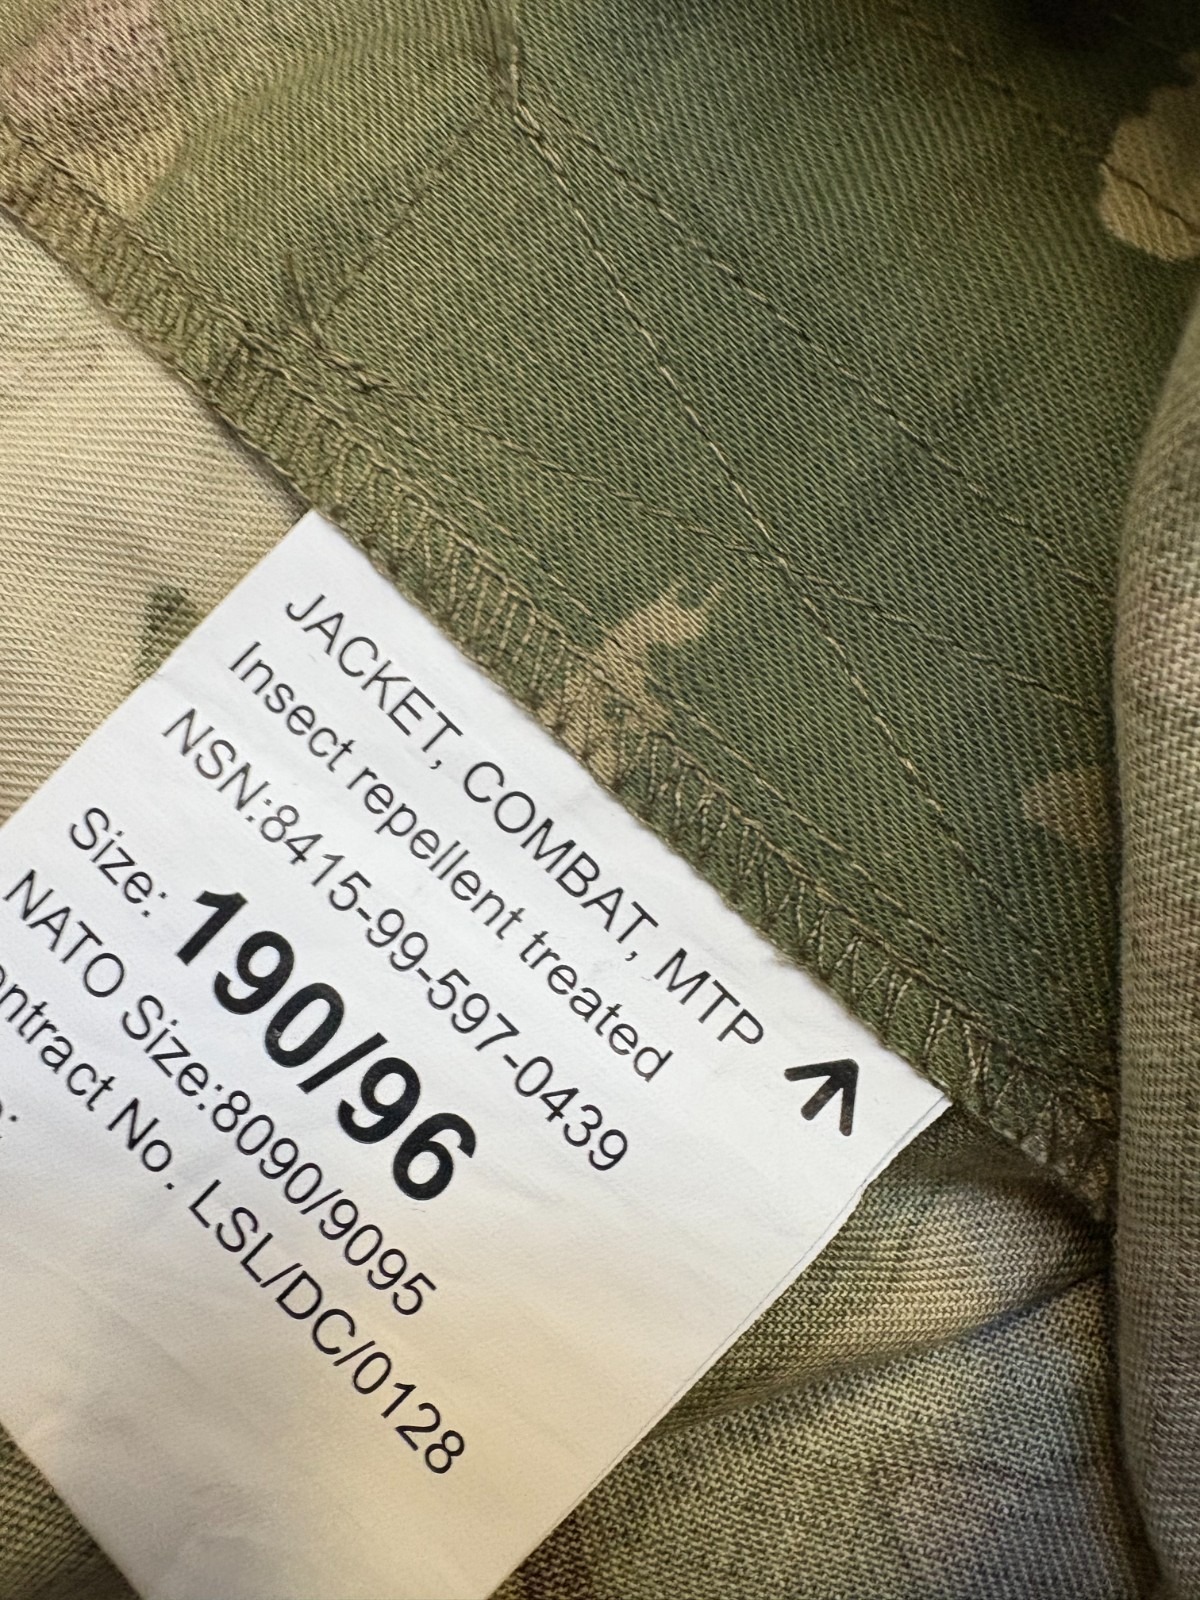 JACKET, COMBAT, MTP
Insect repellent treated
NSN:8415-99-597-0439
Size: 190/96
NATO Size:8090/9095
ontract No. LSL/DC/0128